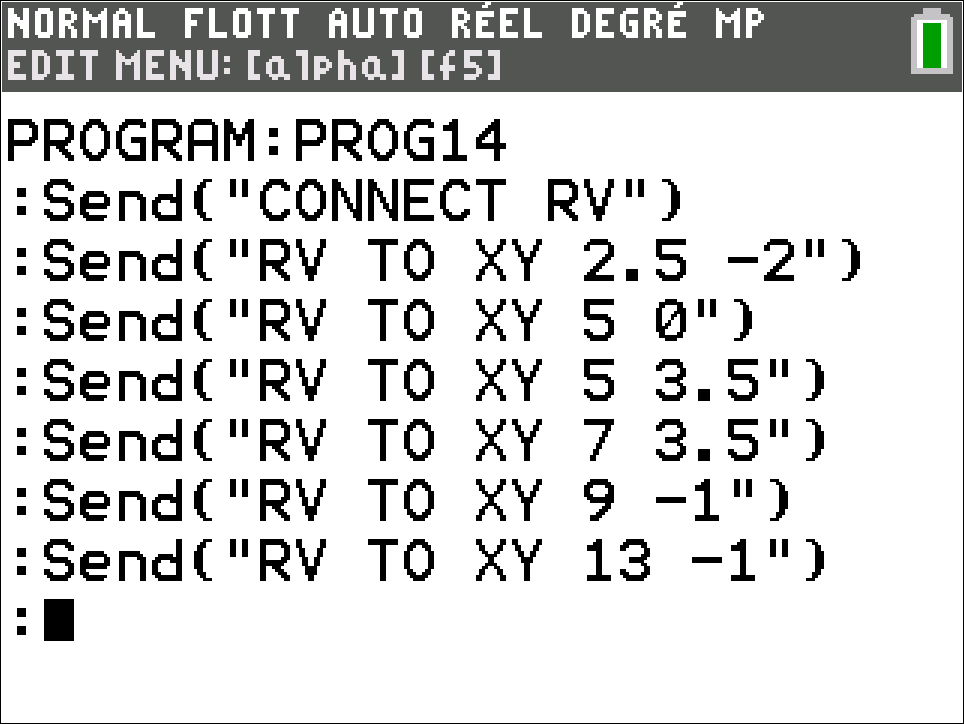 NORMAL FLOTT AUTO RÉEL DEGRÉ MP
EDIT MENU: [alpha] [f5]
PROGRAM:PROG14
:Send("CONNECT RV")
:Send("RV TO XY 2.5 -2")
:Send("RV TO XY 5 0")
:Send("RV TO XY 5 3.5")
:Send("RV TO XY 7 3.5")
:Send("RV TO XY 9 -1")
:Send("RV TO XY 13 -1")
: